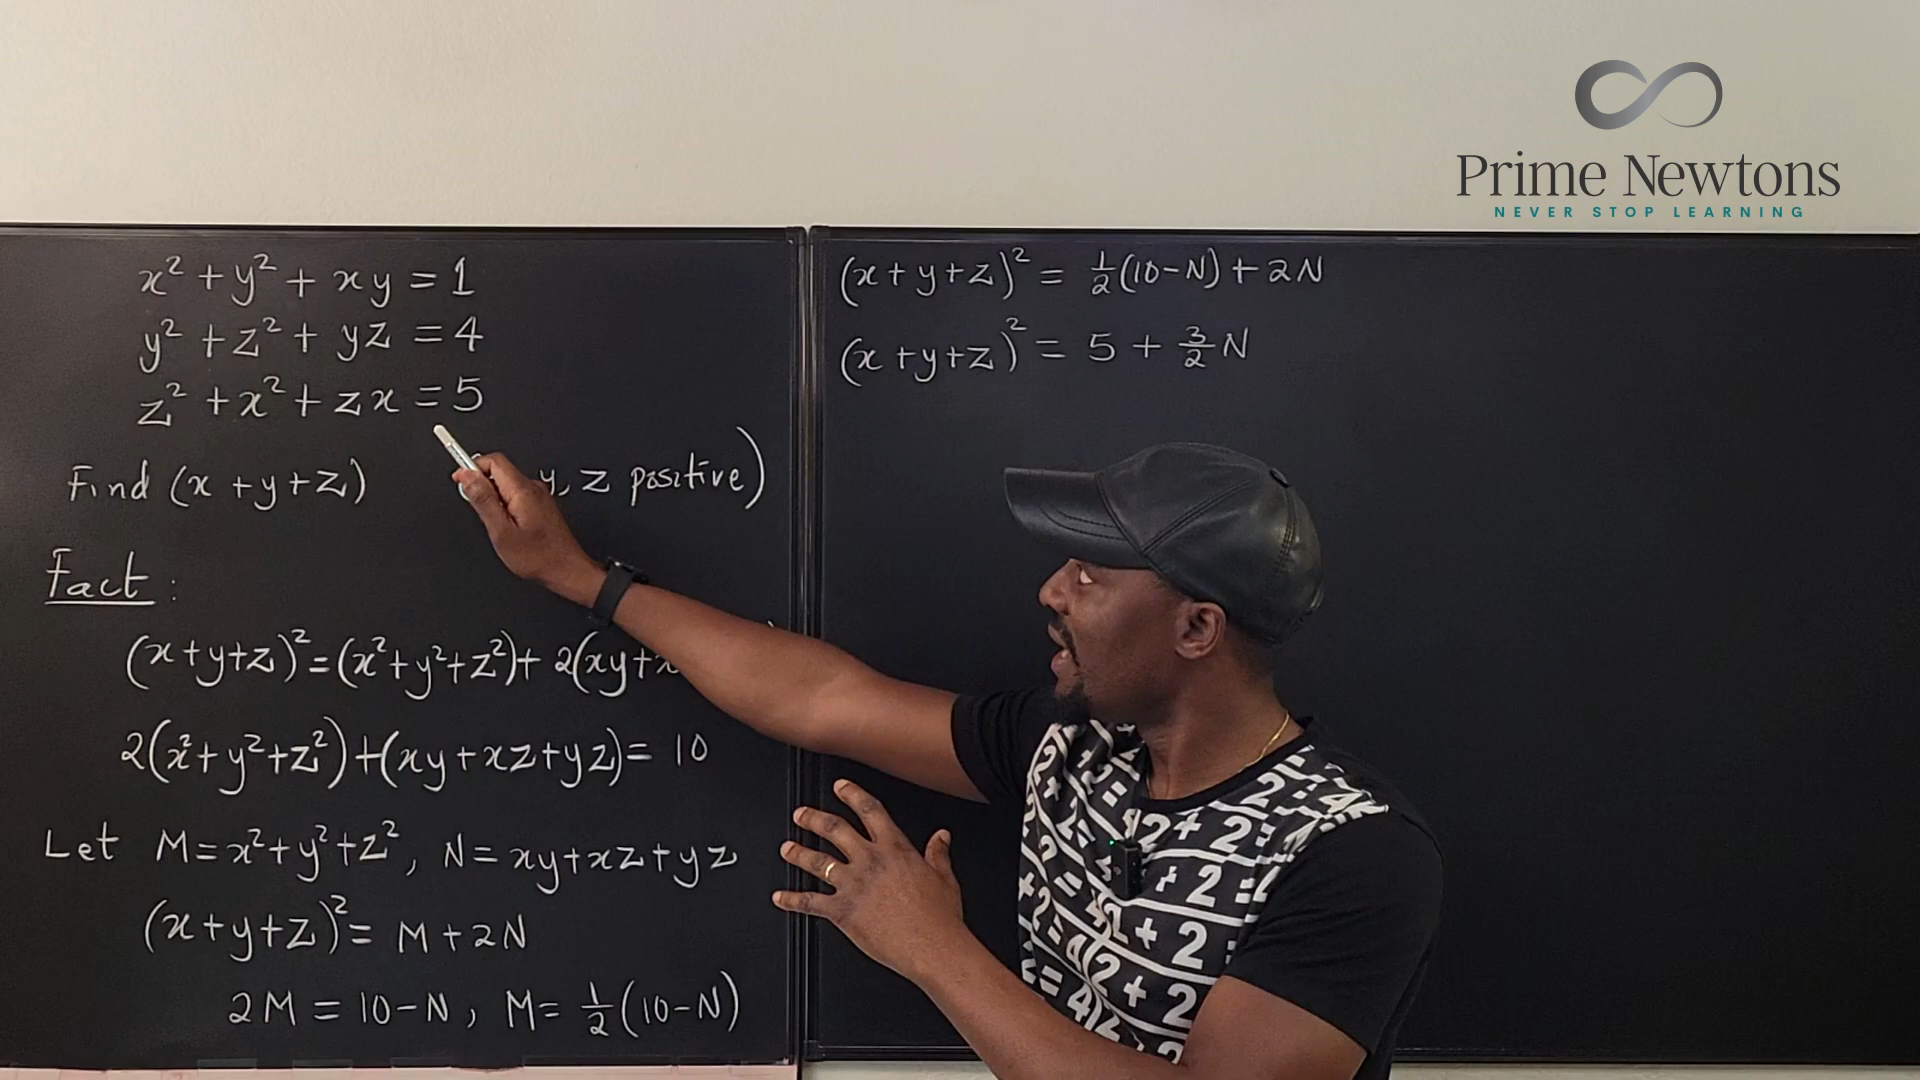 Prime Newtons
NEVER STOP LEARNING
x² + y² + xy = 1
y² + z² + yz = 4
z² + x² + zx = 5
Find (x + y + z) ( y, z positive)
Fact :
(x+y+z)² = (x²+y²+z²) + 2(xy+
2(x²+y²+z²) + (xy+xz+yz) = 10
Let M = x²+y²+z², N = xy+xz+yz
(x+y+z)² = M + 2N
2M = 10-N, M = ½(10-N)
(x+y+z)² = ½(10-N) + 2N
(x+y+z)² = 5 + 3/2 N
2+2=4